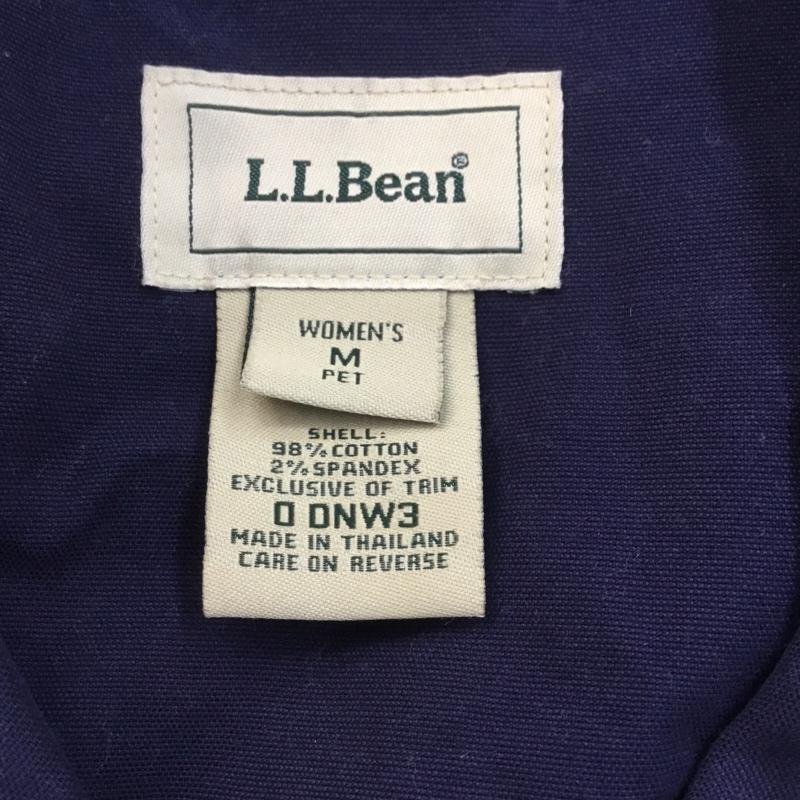 L.L.Bean®
WOMEN'S
M
PET
SHELL:
98% COTTON
2% SPANDEX
EXCLUSIVE OF TRIM
0 DNW3
MADE IN THAILAND
CARE ON REVERSE